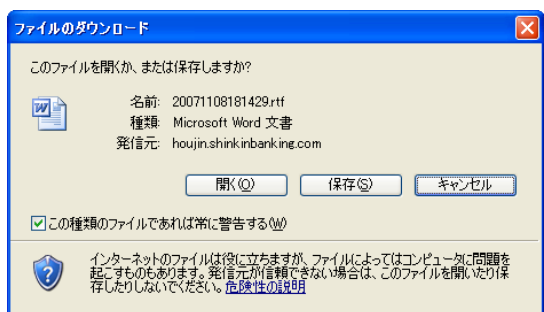 ファイルのダウンロード
このファイルを開くか、または保存しますか?
名前: 20071108181429.rtf
種類: Microsoft Word 文書
発信元: houjin.shinkinbanking.com
開く(O)
保存(S)
キャンセル
この種類のファイルであれば常に警告する(W)
インターネットのファイルは役に立ちますが、ファイルによってはコンピュータに問題を
起こすものもあります。発信元が信頼できない場合は、このファイルを開いたり保
存したりしないでください。危険性の説明